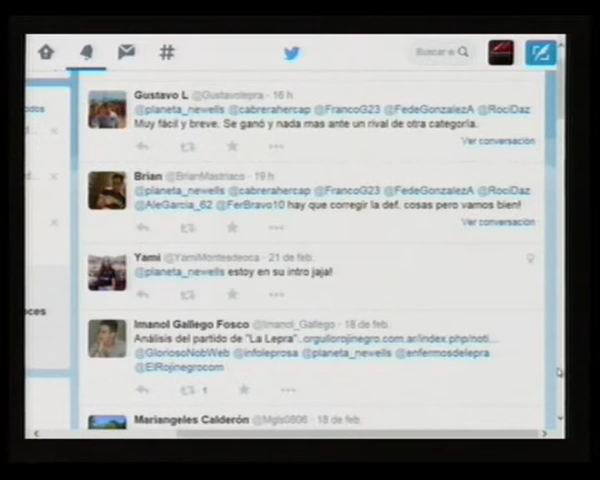 #
Buscar e
Gustavo L @Gustavolepra · 16 h
@planeta_newells @cabrerahercap @FrancoG23 @FedeGonzalezA @RociDaz
Muy fácil y breve. Se ganó y nada mas ante un rival de otra categoría.
Ver conversación
Brian @BrianMastriaco · 19 h
@planeta_newells @cabrerahercap @FrancoG23 @FedeGonzalezA @RociDaz
@AleGarcia_62 @FerBravo10 hay que corregir la def. cosas pero vamos bien!
Ver conversación
Yami @YamiMontesdeoca · 21 de feb.
@planeta_newells estoy en su intro jaja!
Imanol Gallego Fosco @Imanol_Gallego · 18 de feb.
Análisis del partido de "La Lepra"..orgullorojinegro.com.ar/index.php/noti...
@GloriosoNobWeb @infoleprosa @planeta_newells @enfermosdelepra
@ElRojinegrocom
1
Mariangeles Calderón @Mgls0806 · 18 de feb.
odos
d.. ×
d.. ×
×
ces